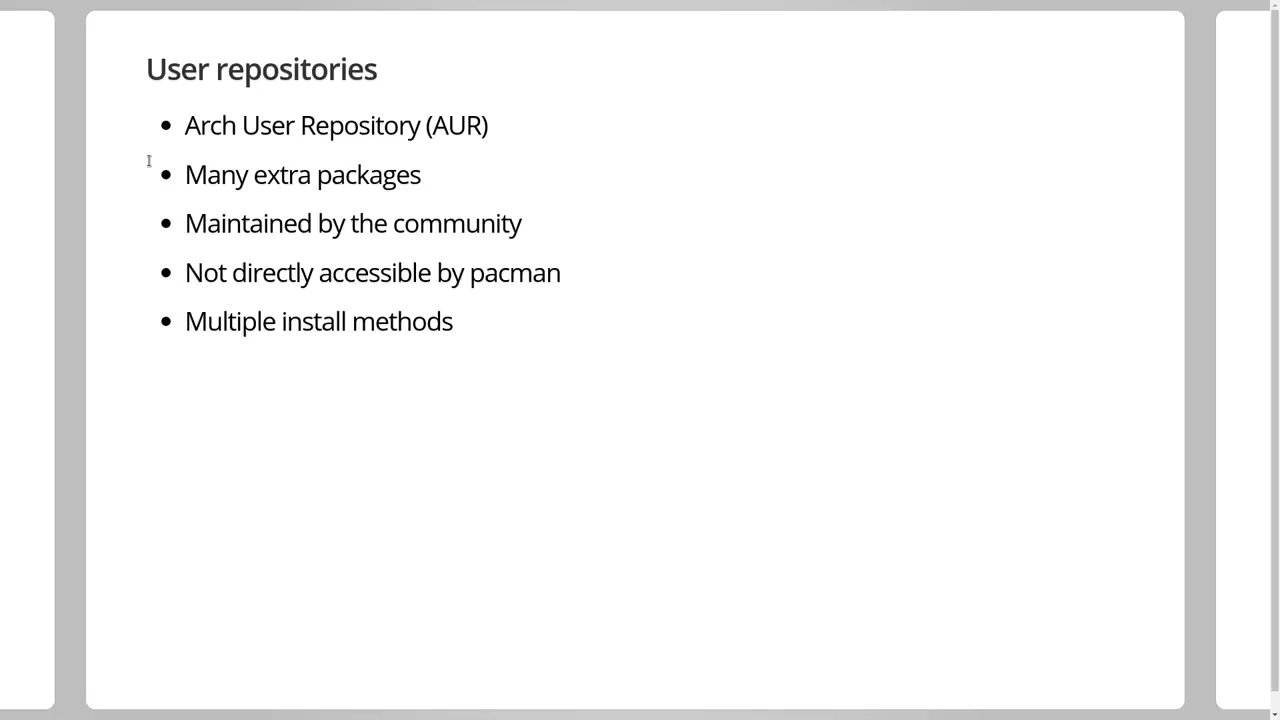 User repositories
• Arch User Repository (AUR)
• Many extra packages
• Maintained by the community
• Not directly accessible by pacman
• Multiple install methods